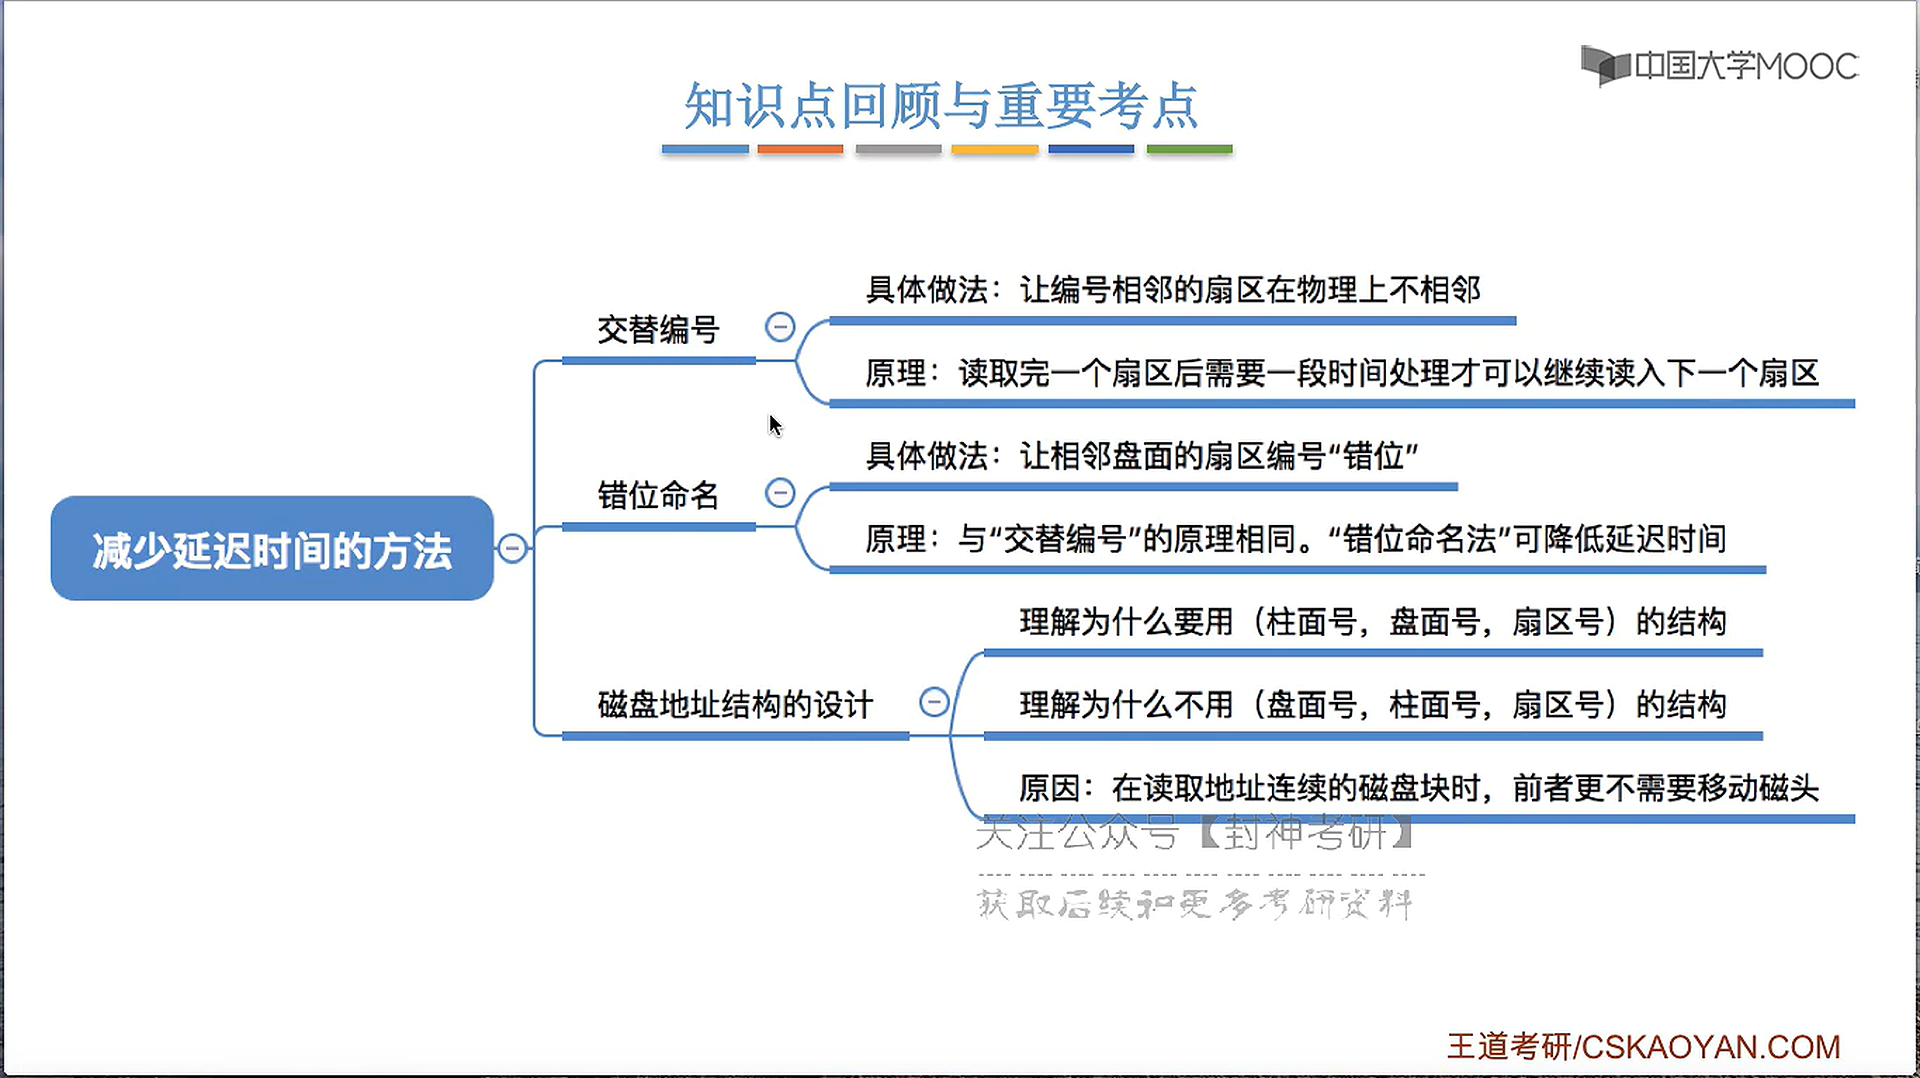 中国大学MOOC
知识点回顾与重要考点
具体做法：让编号相邻的扇区在物理上不相邻
交替编号
原理：读取完一个扇区后需要一段时间处理才可以继续读入下一个扇区
具体做法：让相邻盘面的扇区编号“错位”
错位命名
原理：与“交替编号”的原理相同。“错位命名法”可降低延迟时间
减少延迟时间的方法
理解为什么要用（柱面号，盘面号，扇区号）的结构
磁盘地址结构的设计
理解为什么不用（盘面号，柱面号，扇区号）的结构
原因：在读取地址连续的磁盘块时，前者更不需要移动磁头
关注公众号【封神考研】
获取后续和更多考研资料
王道考研/CSKAOYAN.COM